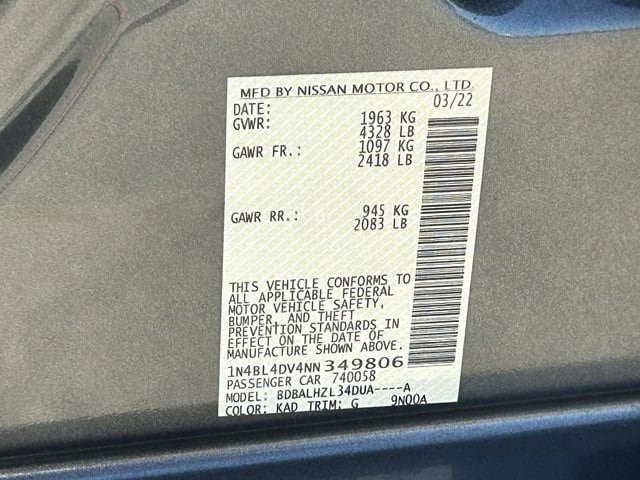 MFD BY NISSAN MOTOR CO., LTD.
DATE: 03/22
GVWR: 1963 KG
4328 LB
GAWR FR.: 1097 KG
2418 LB
GAWR RR.: 945 KG
2083 LB
THIS VEHICLE CONFORMS TO
ALL APPLICABLE FEDERAL
MOTOR VEHICLE SAFETY,
BUMPER, AND THEFT
PREVENTION STANDARDS IN
EFFECT ON THE DATE OF
MANUFACTURE SHOWN ABOVE.
1N4BL4DV4NN349806
PASSENGER CAR 740058
MODEL: BDBALHZL34DUA----A
COLOR: KAD TRIM: G 9N00A